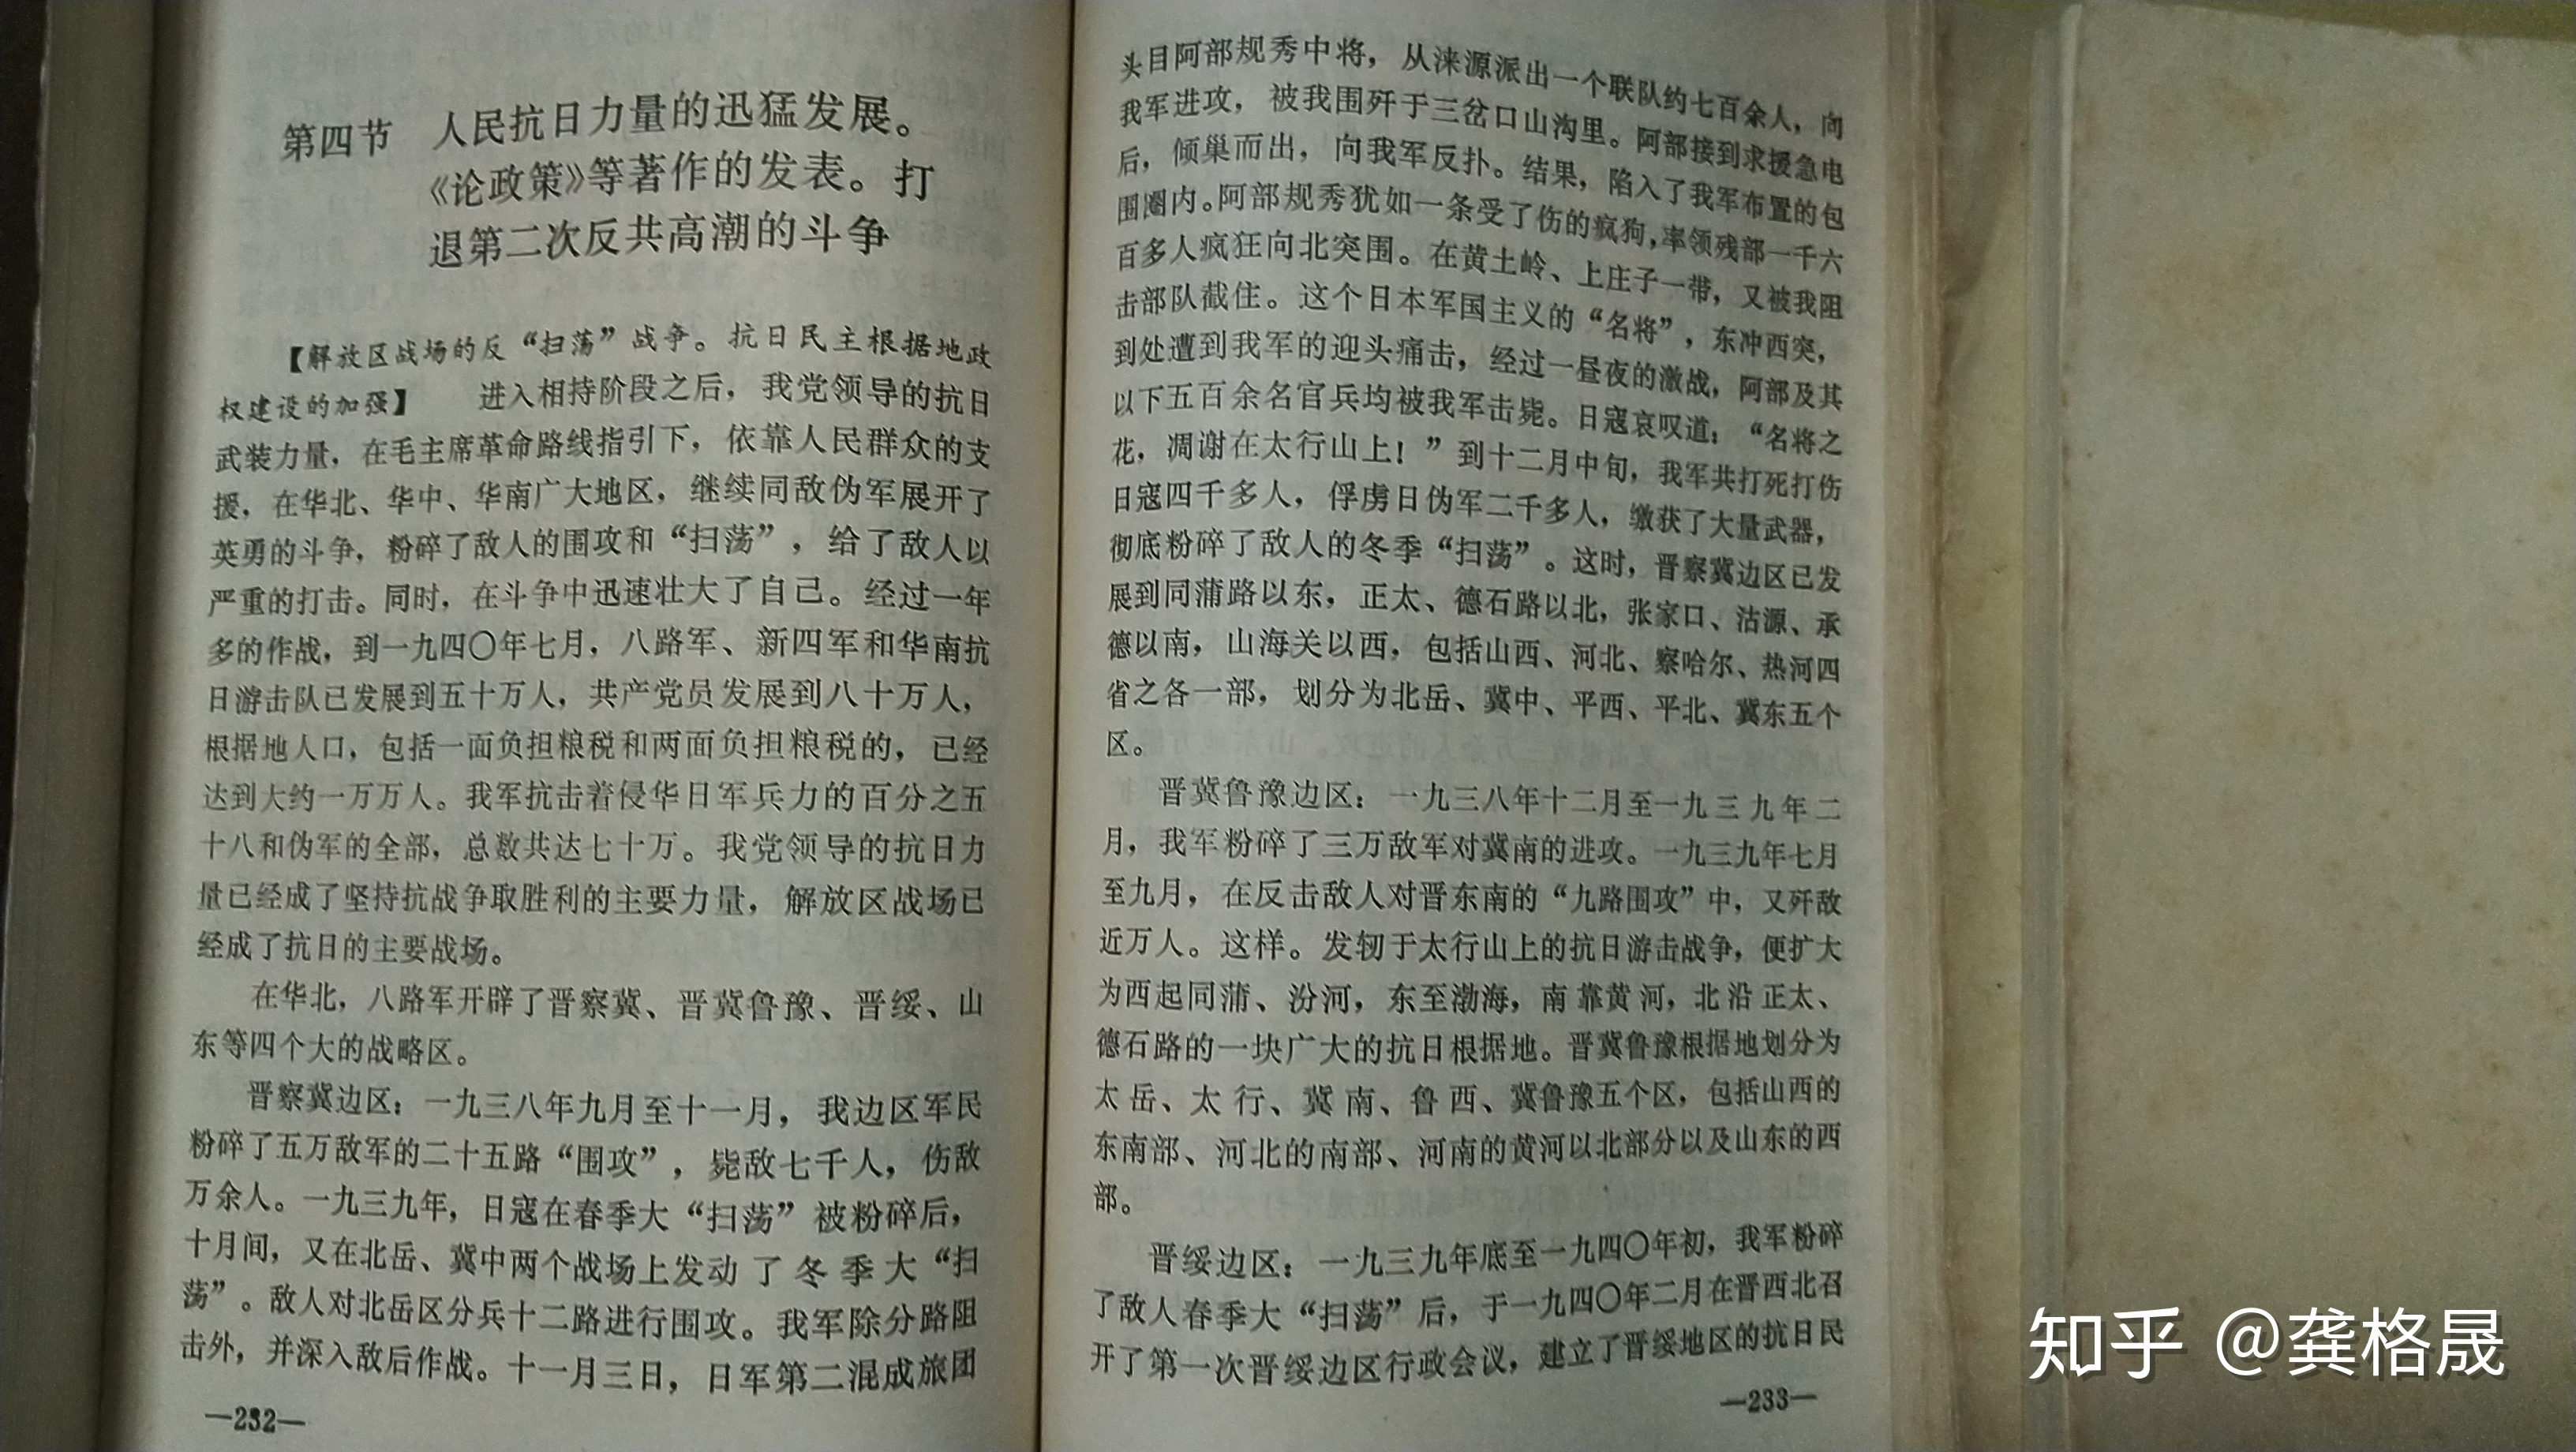 第四节　人民抗日力量的迅猛发展。
《论政策》等著作的发表。打
退第二次反共高潮的斗争
【解放区战场的反“扫荡”战争。抗日民主根据地政
权建设的加强】　进入相持阶段之后，我党领导的抗日
武装力量，在毛主席革命路线指引下，依靠人民群众的支
援，在华北、华中、华南广大地区，继续同敌伪军展开了
英勇的斗争，粉碎了敌人的围攻和“扫荡”，给了敌人以
严重的打击。同时，在斗争中迅速壮大了自己。经过一年
多的作战，到一九四〇年七月，八路军、新四军和华南抗
日游击队已发展到五十万人，共产党员发展到八十万人，
根据地人口，包括一面负担粮税和两面负担粮税的，已经
达到大约一万万人。我军抗击着侵华日军兵力的百分之五
十八和伪军的全部，总数共达七十万。我党领导的抗日力
量已经成了坚持抗战争取胜利的主要力量，解放区战场已
经成了抗日的主要战场。
在华北，八路军开辟了晋察冀、晋冀鲁豫、晋绥、山
东等四个大的战略区。
晋察冀边区：一九三八年九月至十一月，我边区军民
粉碎了五万敌军的二十五路“围攻”，毙敌七千人，伤敌
万余人。一九三九年，日寇在春季大“扫荡”被粉碎后，
十月间，又在北岳、冀中两个战场上发动了冬季大“扫
荡”。敌人对北岳区分兵十二路进行围攻。我军除分路阻
击外，并深入敌后作战。十一月三日，日军第二混成旅团
—232—
头目阿部规秀中将，从涞源派出一个联队约七百余人，向
我军进攻，被我围歼于三岔口山沟里。阿部接到求援急电
后，倾巢而出，向我军反扑。结果，陷入了我军布置的包
围圈内。阿部规秀犹如一条受了伤的疯狗，率领残部一千六
百多人疯狂向北突围。在黄土岭、上庄子一带，又被我阻
击部队截住。这个日本军国主义的“名将”，东冲西突，
到处遭到我军的迎头痛击，经过一昼夜的激战，阿部及其
以下五百余名官兵均被我军击毙。日寇哀叹道：“名将之
花，凋谢在太行山上！”到十二月中旬，我军共打死打伤
日寇四千多人，俘虏日伪军二千多人，缴获了大量武器，
彻底粉碎了敌人的冬季“扫荡”。这时，晋察冀边区已发
展到同蒲路以东，正太、德石路以北，张家口、沽源、承
德以南，山海关以西，包括山西、河北、察哈尔、热河四
省之各一部，划分为北岳、冀中、平西、平北、冀东五个
区。
晋冀鲁豫边区：一九三八年十二月至一九三九年二
月，我军粉碎了三万敌军对冀南的进攻。一九三九年七月
至九月，在反击敌人对晋东南的“九路围攻”中，又歼敌
近万人。这样。发轫于太行山上的抗日游击战争，便扩大
为西起同蒲、汾河，东至渤海，南靠黄河，北沿正太、
德石路的一块广大的抗日根据地。晋冀鲁豫根据地划分为
太岳、太行、冀南、鲁西、冀鲁豫五个区，包括山西的
东南部、河北的南部、河南的黄河以北部分以及山东的西
部。
晋绥边区：一九三九年底至一九四〇年初，我军粉碎
了敌人春季大“扫荡”后，于一九四〇年二月在晋西北召
开了第一次晋绥边区行政会议，建立了晋绥地区的抗日民
—233—
知乎 @龚格晟